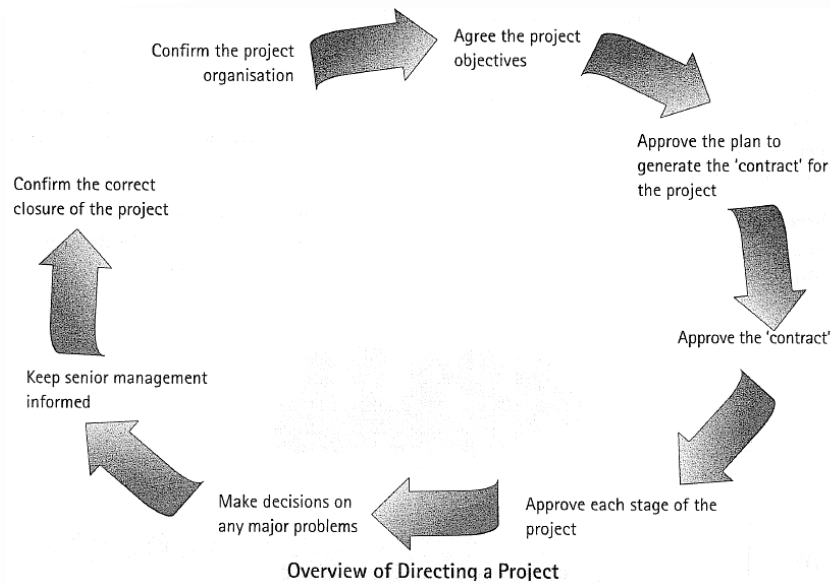 Confirm the project
organisation
Agree the project
objectives
Approve the plan to
generate the 'contract' for
the project
Approve the 'contract'
Approve each stage of the
project
Make decisions on
any major problems
Keep senior management
informed
Confirm the correct
closure of the project
Overview of Directing a Project